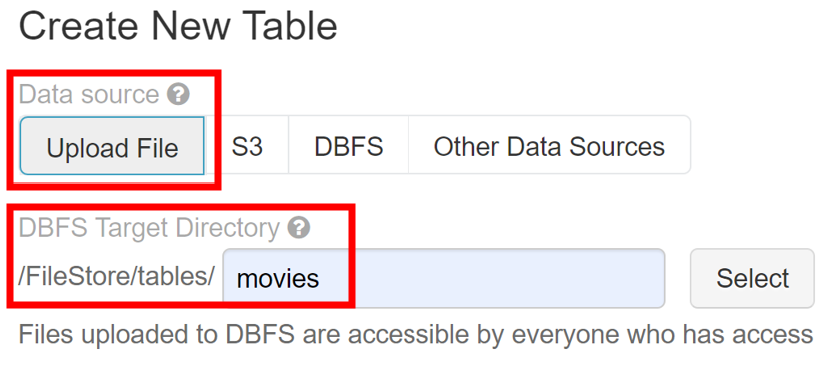 Create New Table
Data source ?
Upload File S3 DBFS Other Data Sources
DBFS Target Directory ?
/FileStore/tables/ movies Select
Files uploaded to DBFS are accessible by everyone who has access